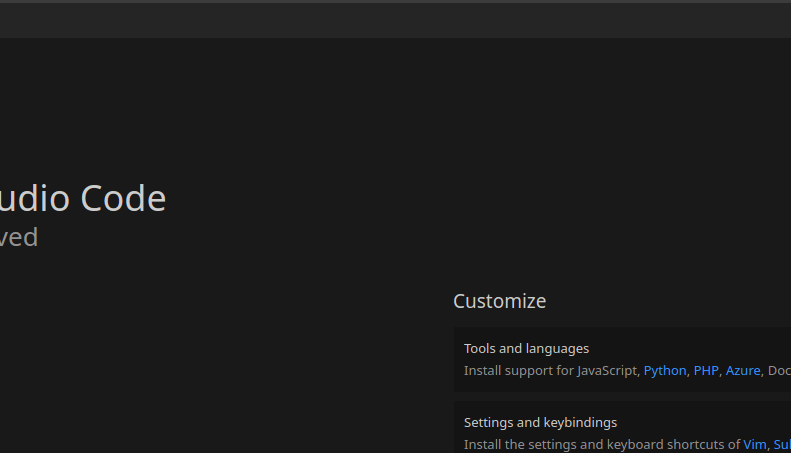 udio Code
ved
Customize
Tools and languages
Install support for JavaScript, Python, PHP, Azure, Doc
Settings and keybindings
Install the settings and keyboard shortcuts of Vim, Sul